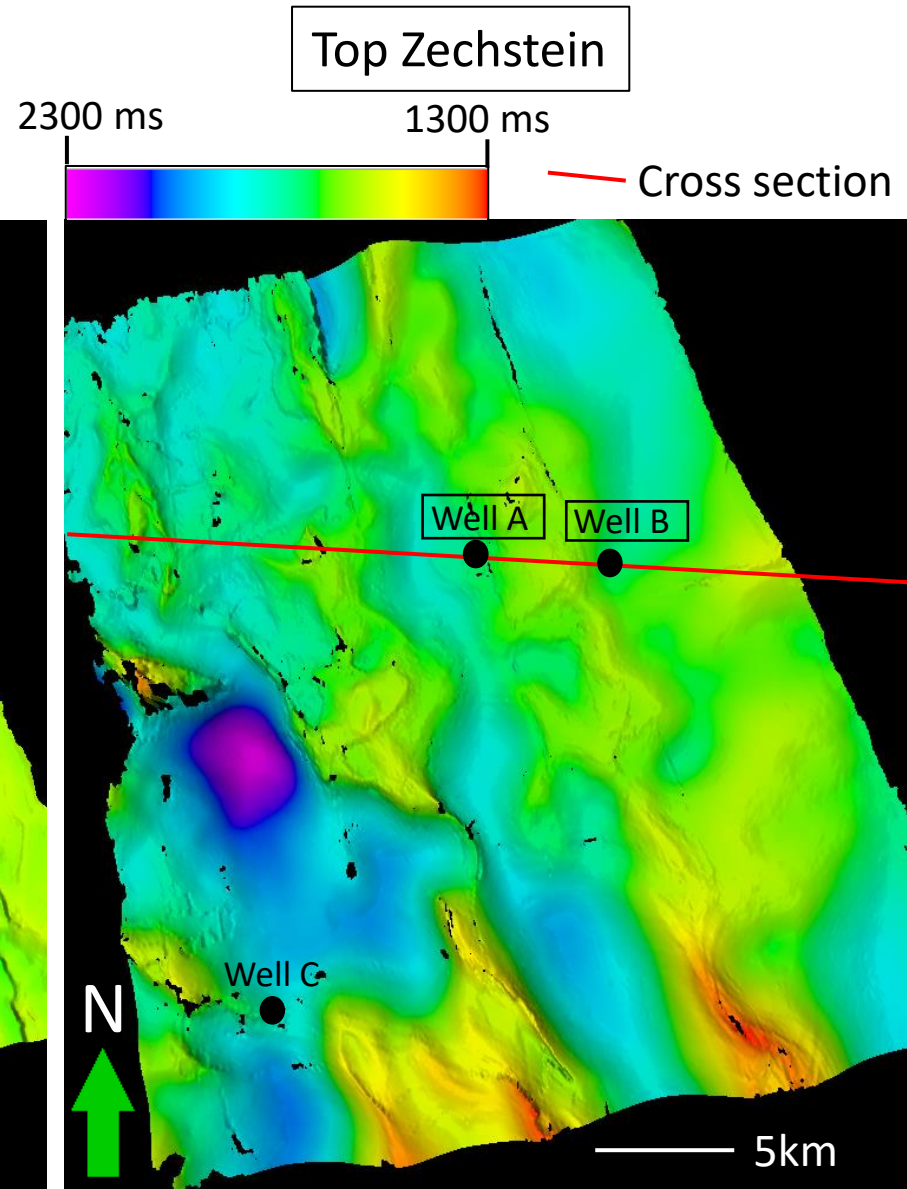 Top Zechstein
2300 ms
1300 ms
Cross section
Well A
Well B
Well C
N
5km